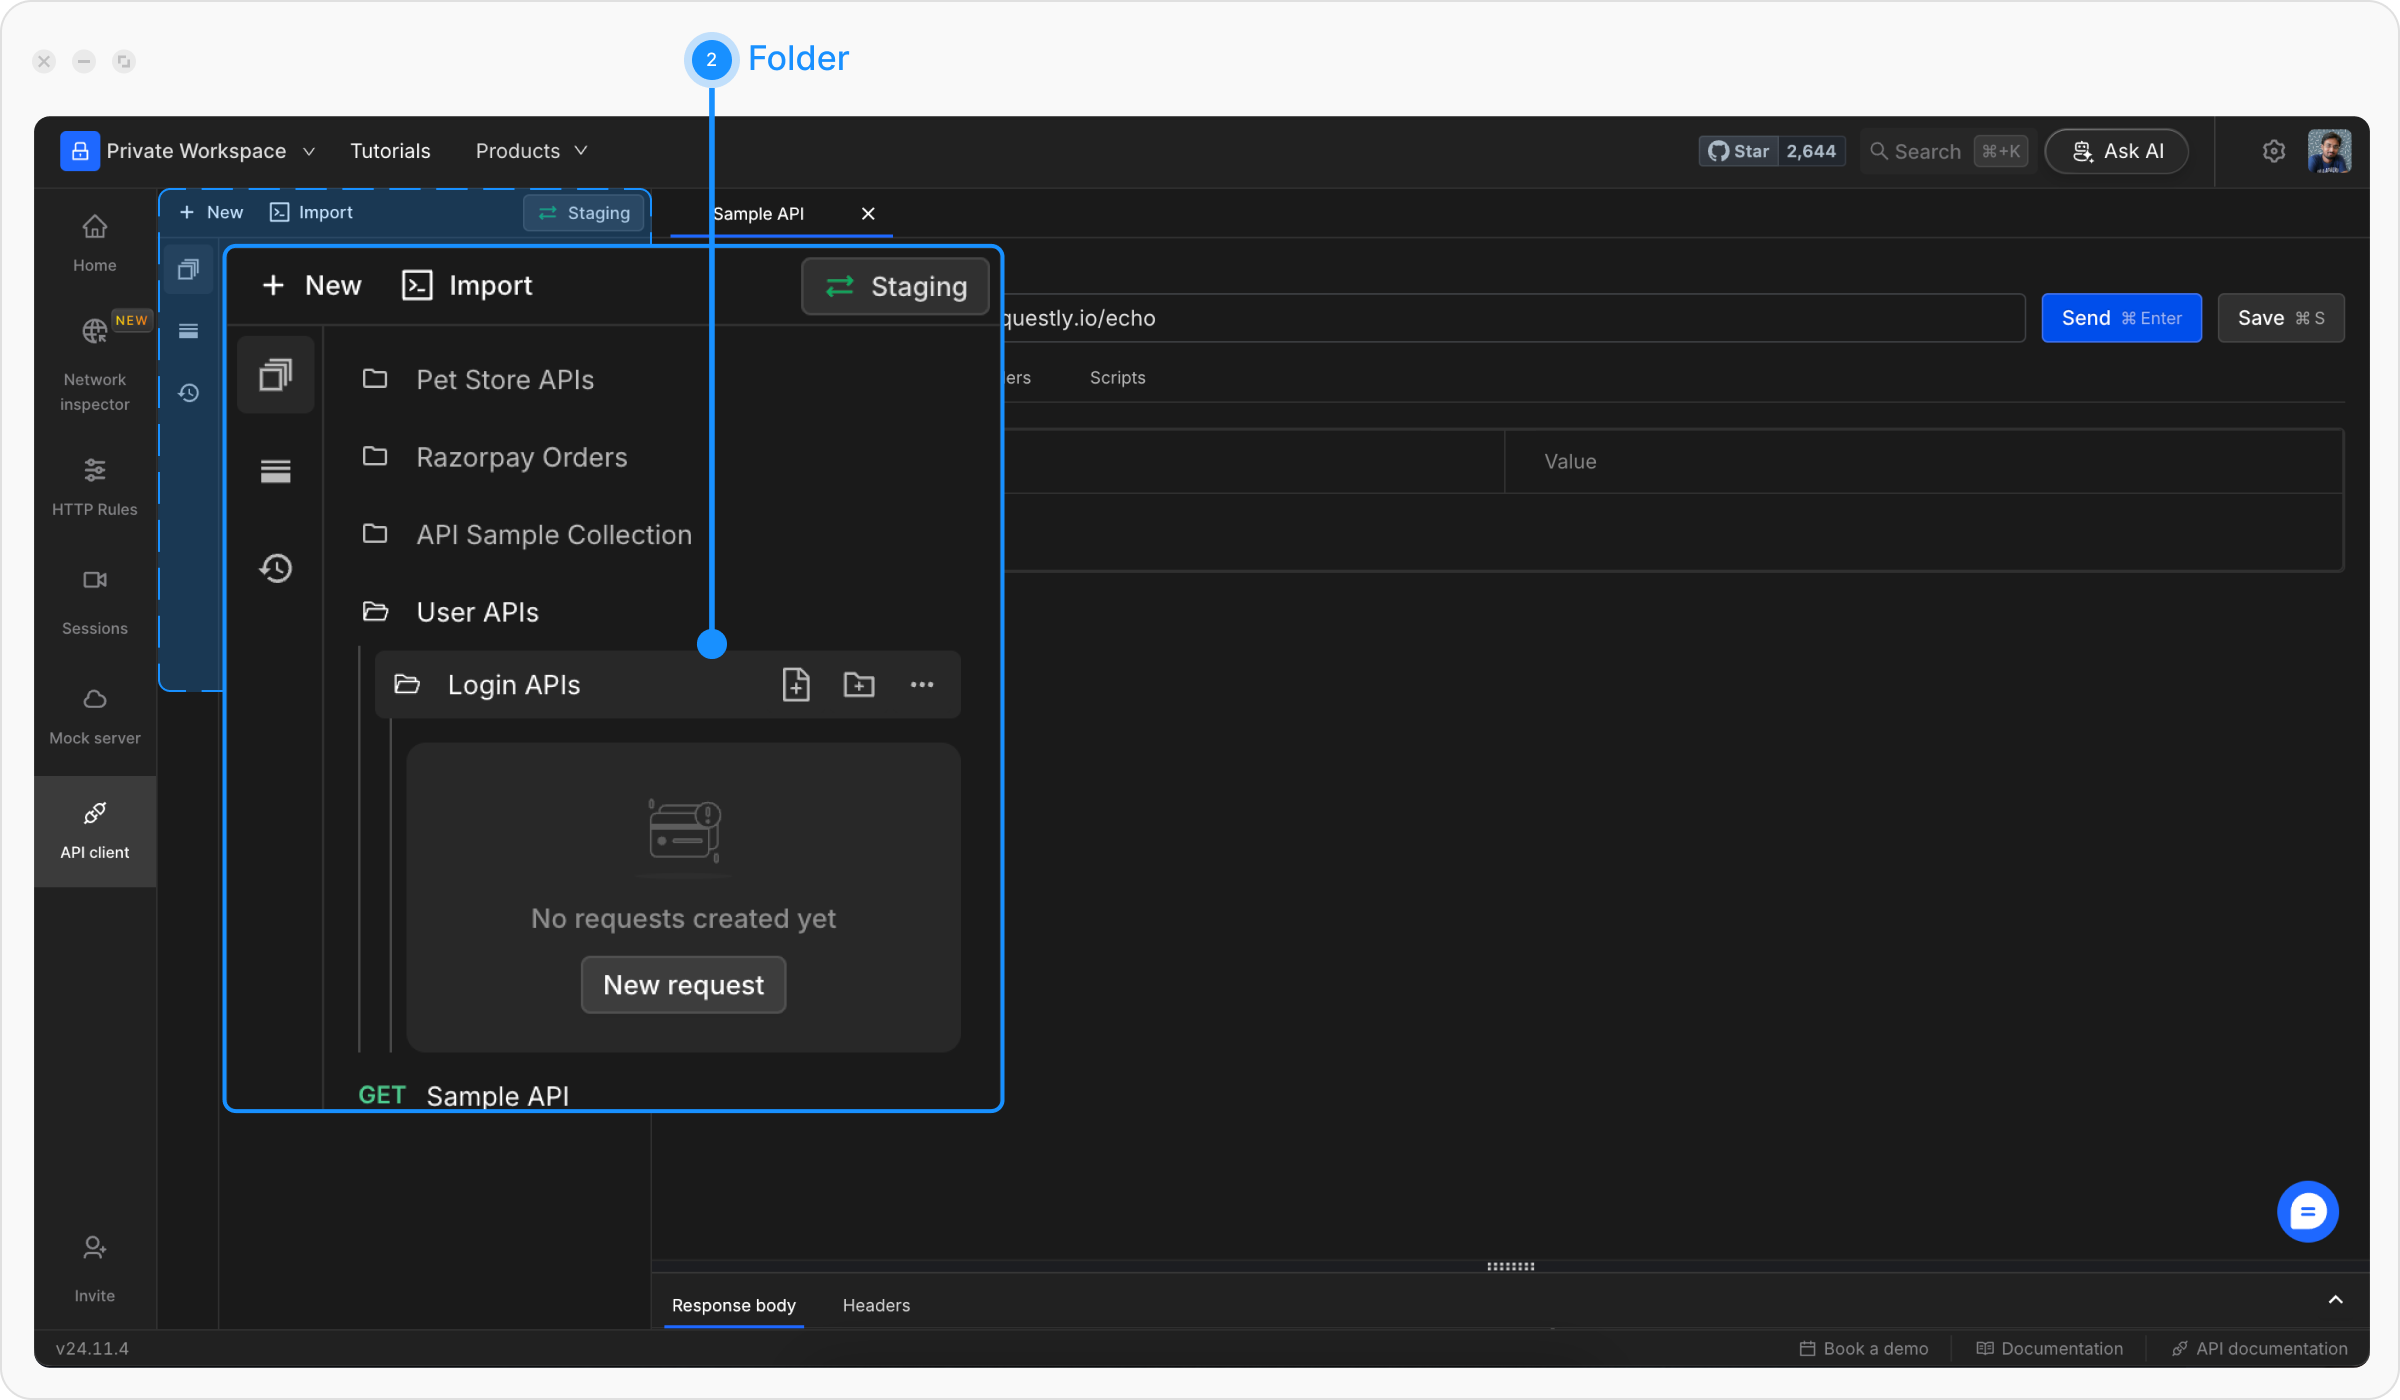 2 Folder
Private Workspace Tutorials Products Star 2,644 Search ⌘+K Ask AI
New Import Staging Sample API
Home
New Import Staging
questly.io/echo Send ⌘ Enter Save ⌘ S
NEW
Network
inspector
Pet Store APIs ers Scripts
Razorpay Orders Value
HTTP Rules
API Sample Collection
User APIs
Sessions
Login APIs
Mock server
API client
No requests created yet
New request
GET Sample API
Invite
Response body Headers
v24.11.4 Book a demo Documentation API documentation